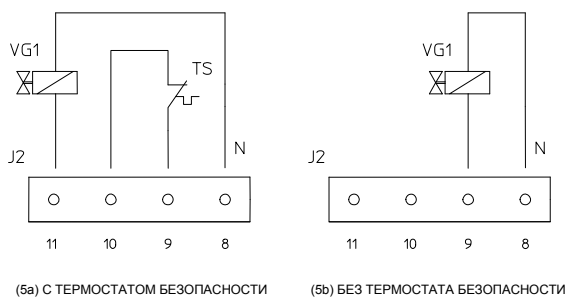 VG1
TS
J2
N
11 10 9 8
(5a) С ТЕРМОСТАТОМ БЕЗОПАСНОСТИ
VG1
J2
N
11 10 9 8
(5b) БЕЗ ТЕРМОСТАТА БЕЗОПАСНОСТИ